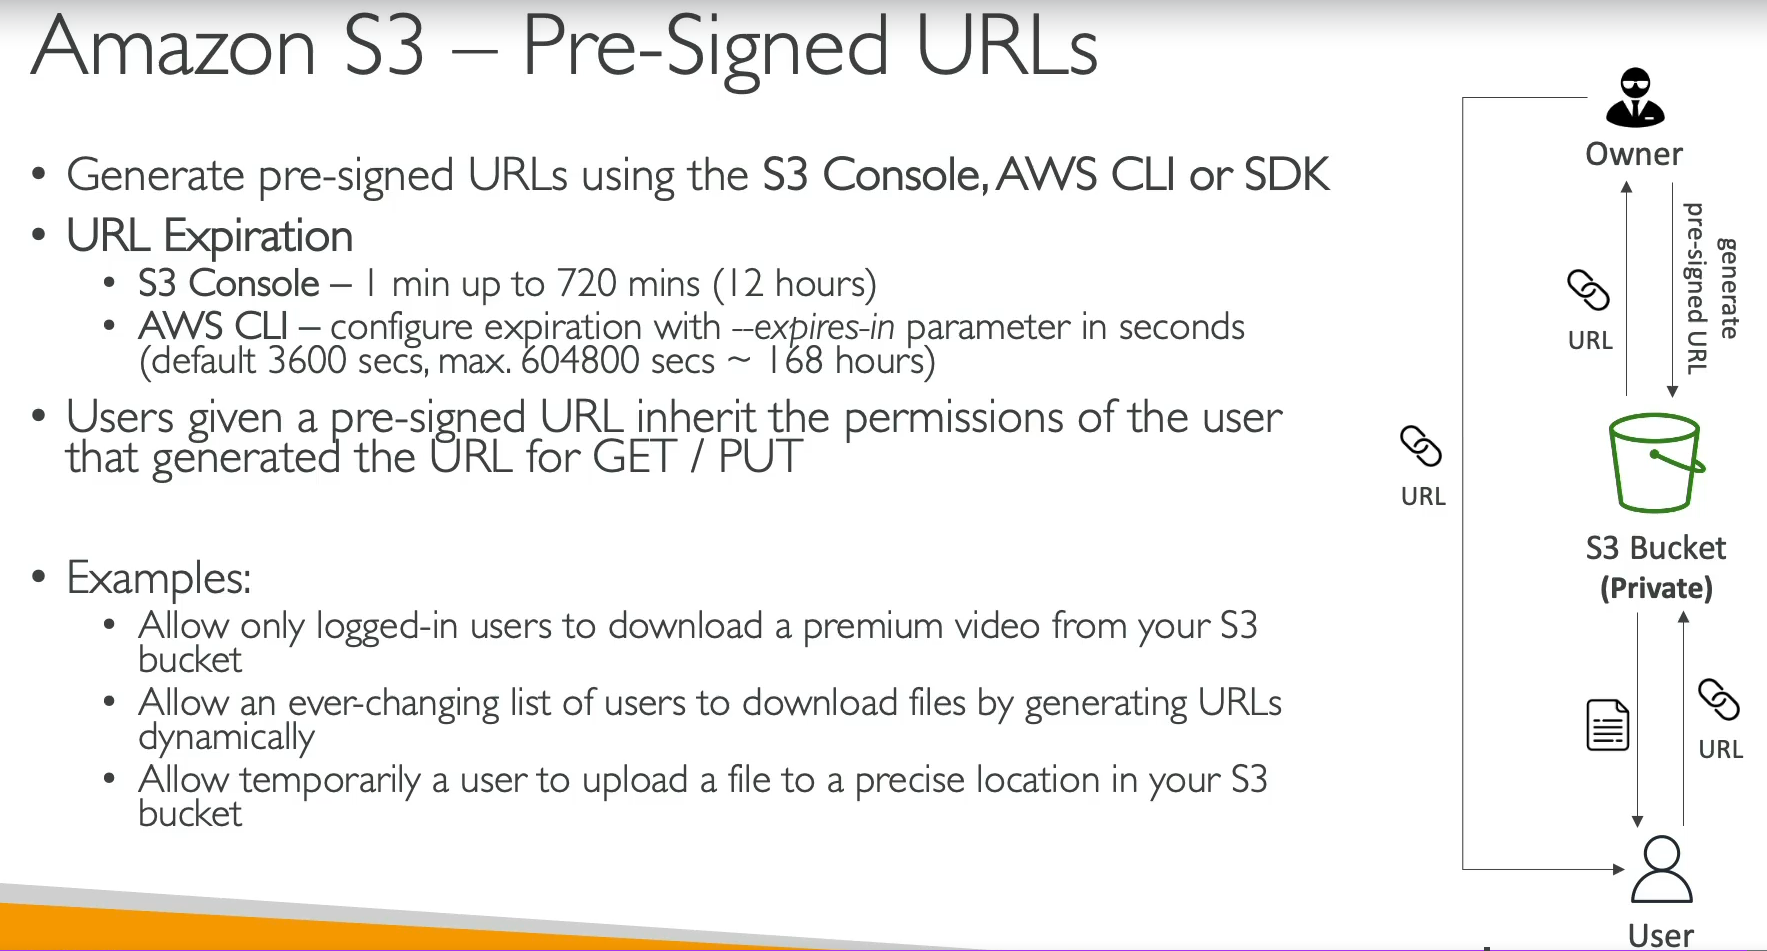 Amazon S3 – Pre-Signed URLs
• Generate pre-signed URLs using the S3 Console, AWS CLI or SDK
• URL Expiration
• S3 Console – 1 min up to 720 mins (12 hours)
• AWS CLI – configure expiration with --expires-in parameter in seconds
(default 3600 secs, max. 604800 secs ~ 168 hours)
• Users given a pre-signed URL inherit the permissions of the user
that generated the URL for GET / PUT
• Examples:
• Allow only logged-in users to download a premium video from your S3
bucket
• Allow an ever-changing list of users to download files by generating URLs
dynamically
• Allow temporarily a user to upload a file to a precise location in your S3
bucket
Owner
generate
pre-signed URL
URL
URL
S3 Bucket
(Private)
URL
User